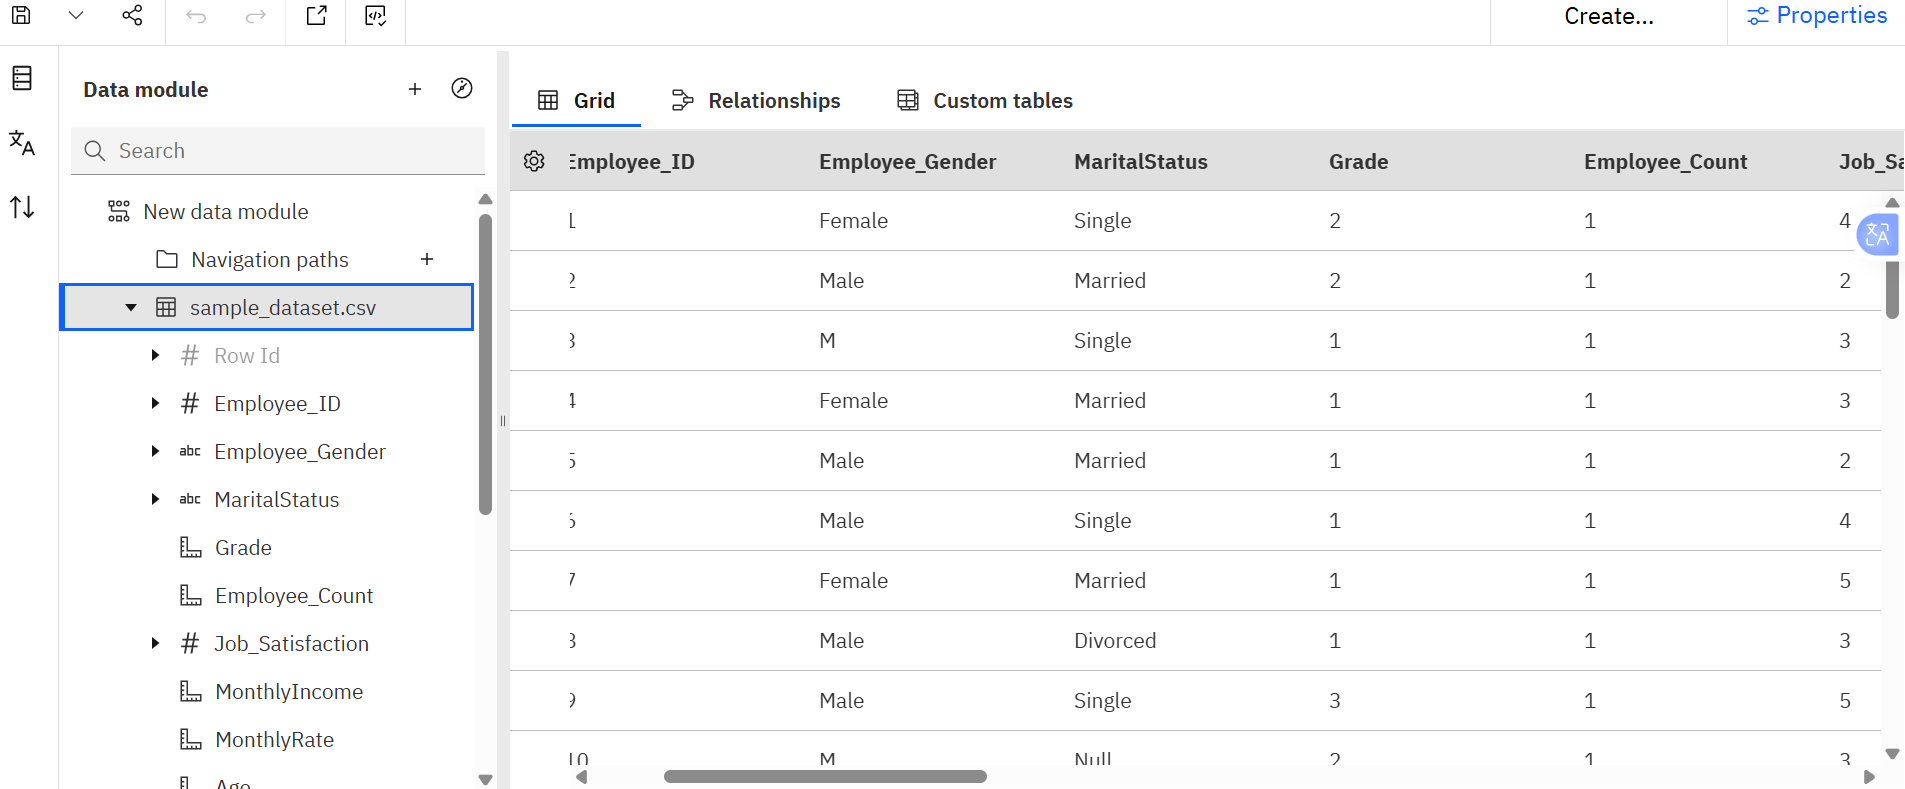 Create... Properties
Data module
Grid Relationships Custom tables
Search
Employee_ID Employee_Gender MaritalStatus Grade Employee_Count Job_Sa
New data module
Navigation paths
sample_dataset.csv
Row Id
Employee_ID
abc Employee_Gender
abc MaritalStatus
Grade
Employee_Count
Job_Satisfaction
MonthlyIncome
MonthlyRate
Age
1 Female Single 2 1 4
2 Male Married 2 1 2
3 M Single 1 1 3
4 Female Married 1 1 3
5 Male Married 1 1 2
6 Male Single 1 1 4
7 Female Married 1 1 5
8 Male Divorced 1 1 3
9 Male Single 3 1 5
10 M Null 2 1 3